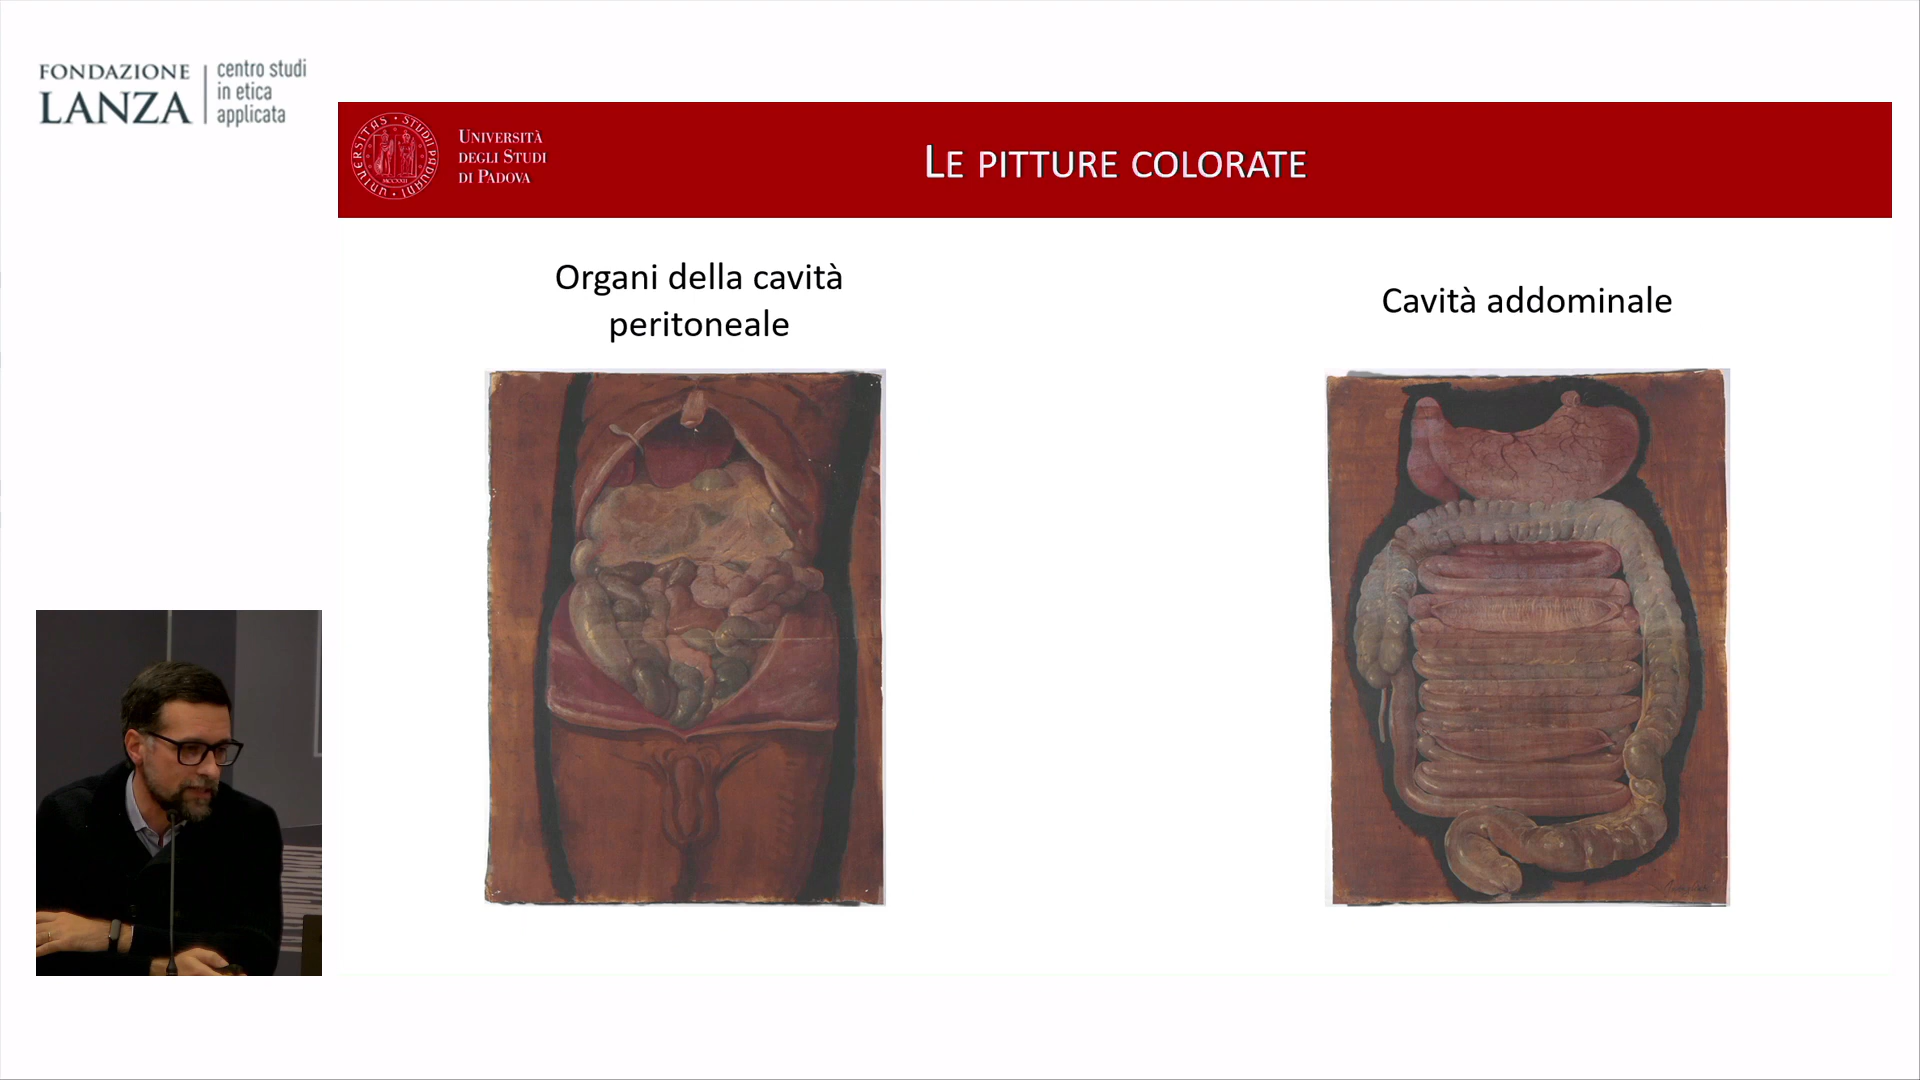 FONDAZIONE
LANZA
centro studi
in etica
applicata
UNIVERSITÀ
DEGLI STUDI
DI PADOVA
LE PITTURE COLORATE
Organi della cavità
peritoneale
Cavità addominale